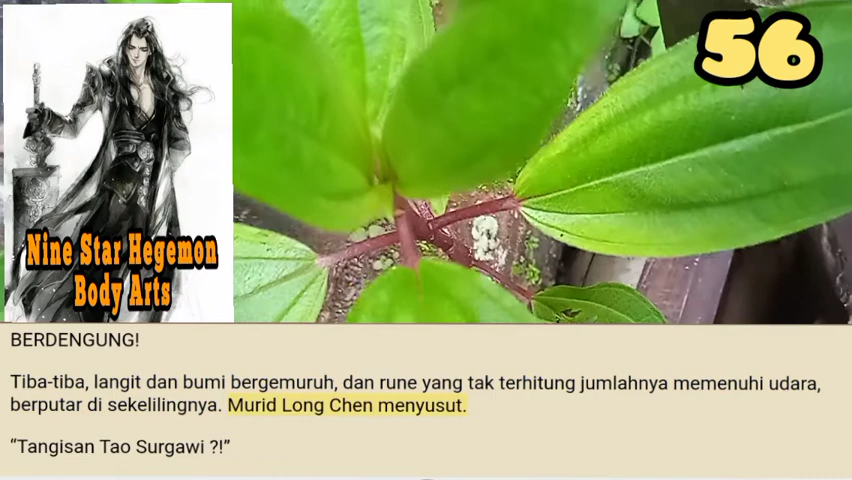 56
Nine Star Hegemon
Body Arts
BERDENGUNG!
Tiba-tiba, langit dan bumi bergemuruh, dan rune yang tak terhitung jumlahnya memenuhi udara,
berputar di sekelilingnya. Murid Long Chen menyusut.
“Tangisan Tao Surgawi ?!”